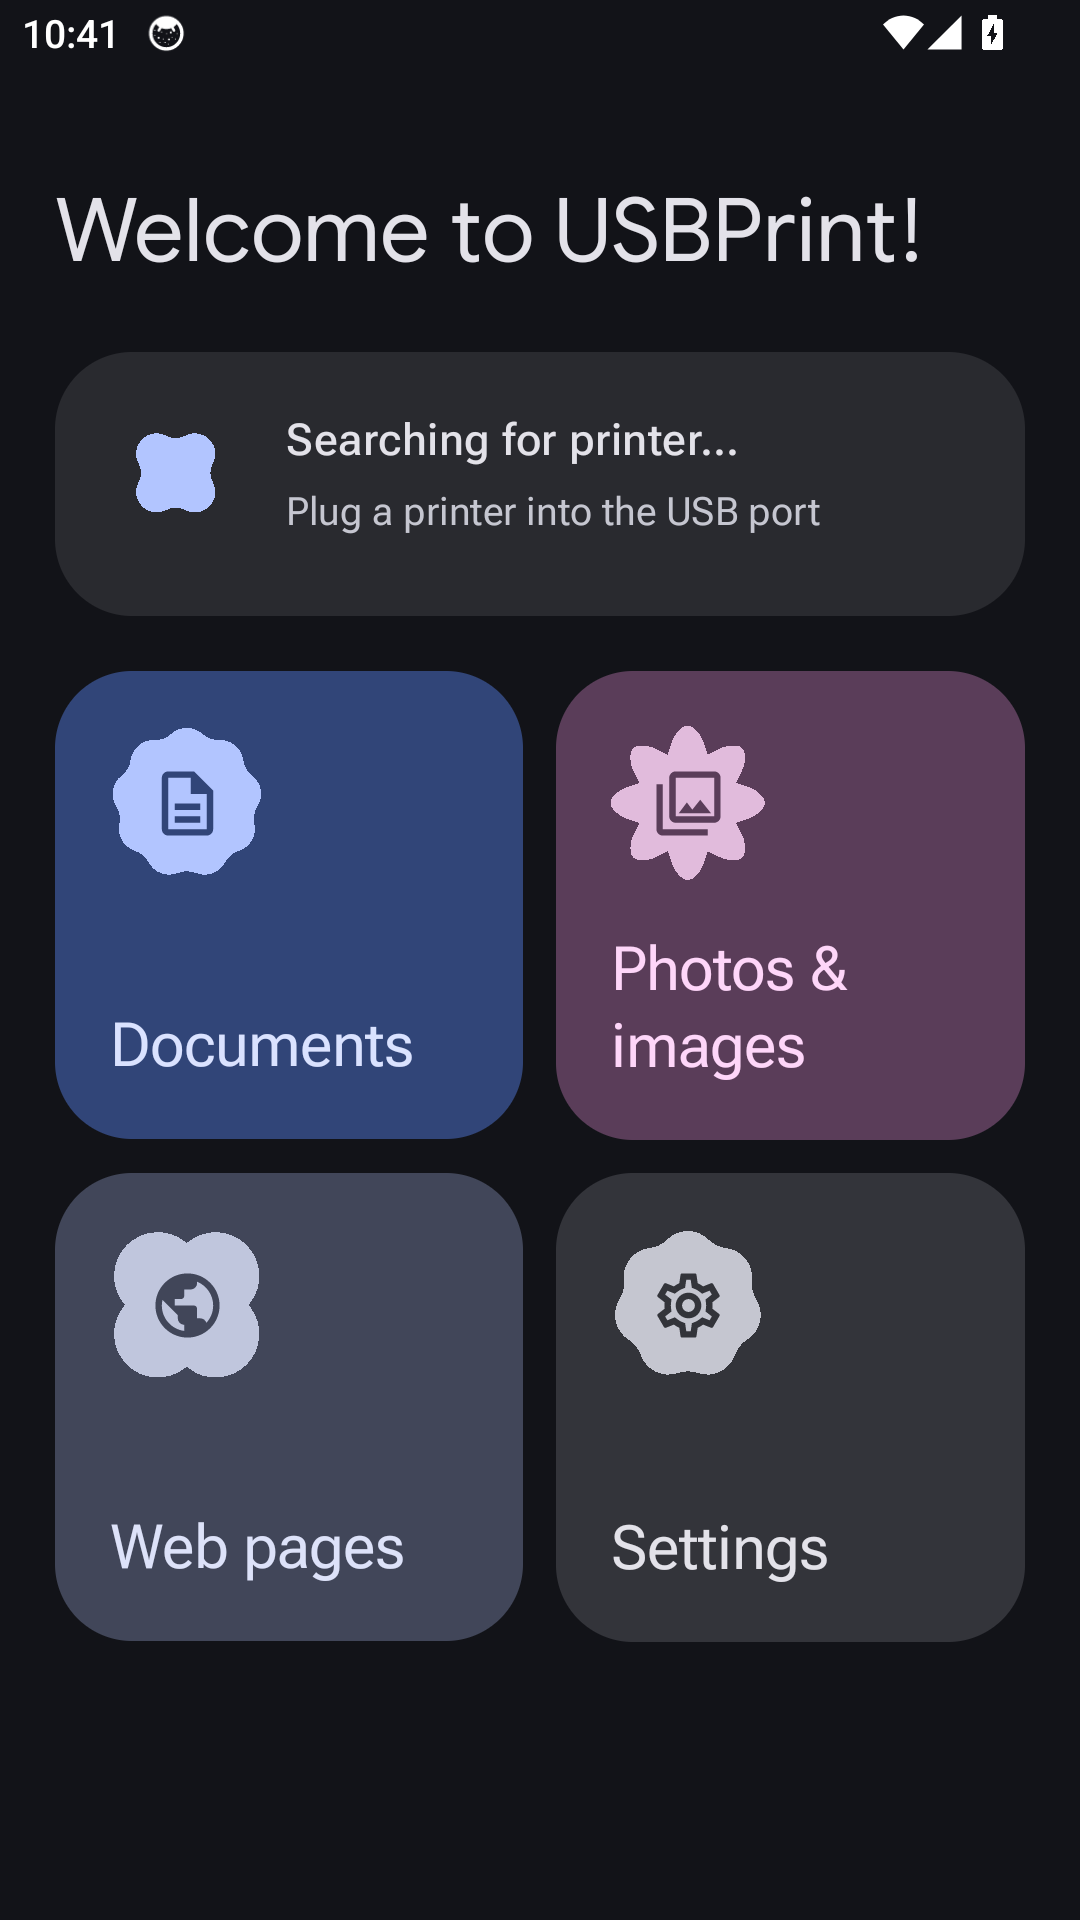 10:41
Welcome to USBPrint!
Searching for printer...
Plug a printer into the USB port
Documents
Photos &
images
Web pages
Settings